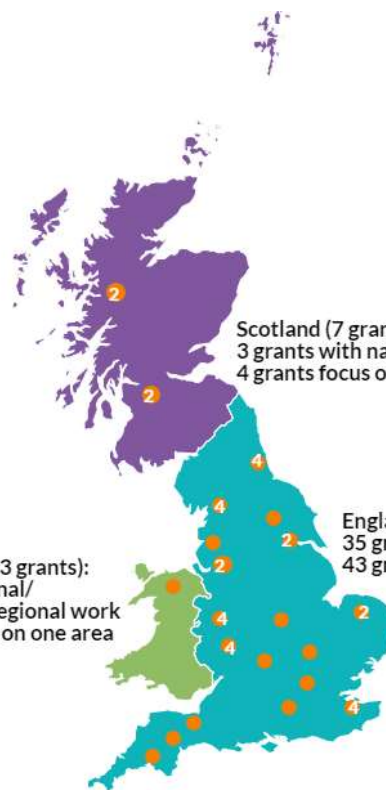 2
Scotland (7 gran
3 grants with na
2
4 grants focus o
4
4
Engla
2
35 gr
3 grants):
2
43 gr
nal/
regional work
2
on one area
4
4
4